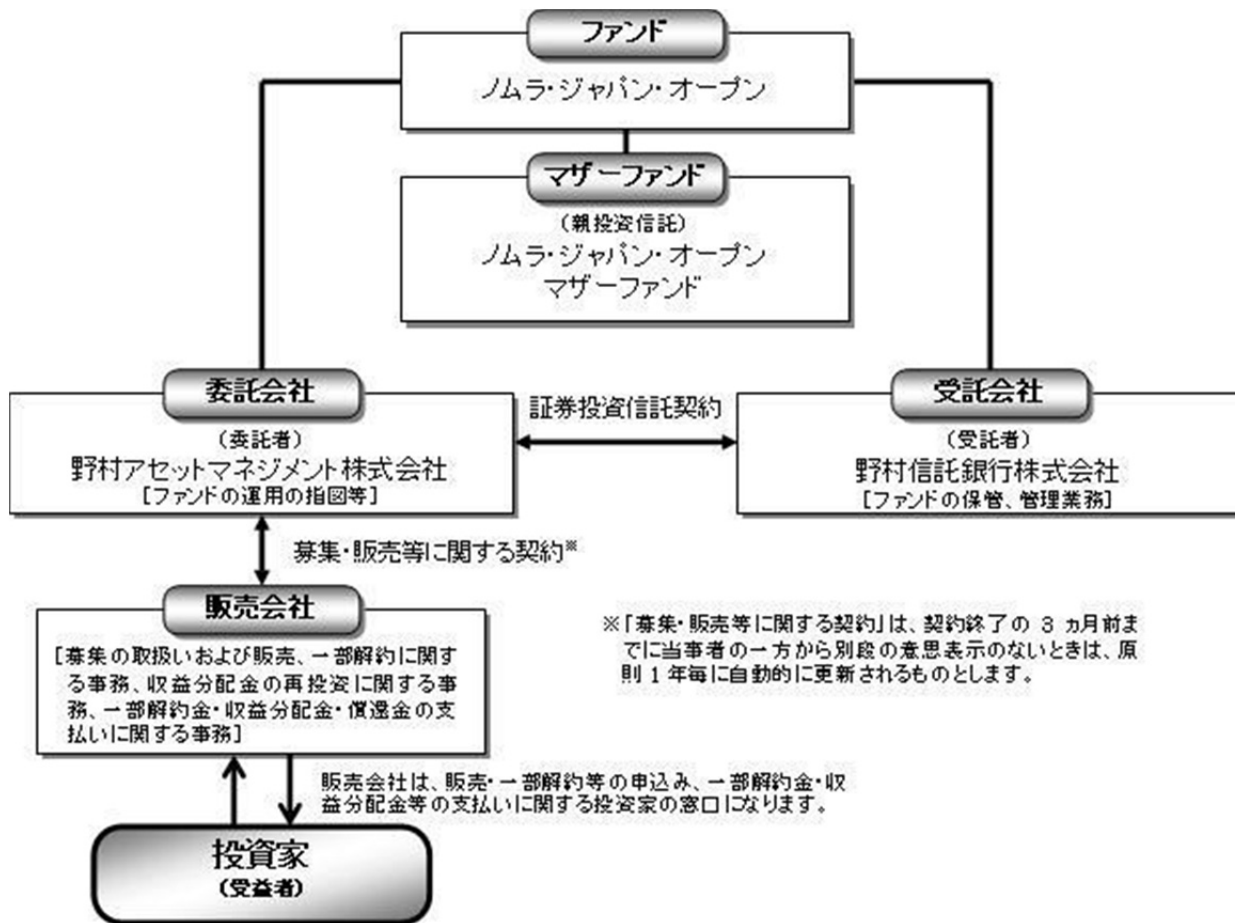 ファンド
ノムラ・ジャパン・オープン
マザーファンド
(親投資信託)
ノムラ・ジャパン・オープン
マザーファンド
委託会社
(委託者)
野村アセットマネジメント株式会社
[ファンドの運用の指図等]
証券投資信託契約
受託会社
(受託者)
野村信託銀行株式会社
[ファンドの保管、管理業務]
募集・販売等に関する契約※
販売会社
[募集の取扱いおよび販売、一部解約に関す
る事務、収益分配金の再投資に関する事
務、一部解約金・収益分配金・償還金の支
払いに関する事務]
※「募集・販売等に関する契約」は、契約終了の 3 ヵ月前ま
でに当事者の一方から別段の意思表示のないときは、原
則 1 年毎に自動的に更新されるものとします。
販売会社は、販売・一部解約等の申込み、一部解約金・収
益分配金等の支払いに関する投資家の窓口になります。
投資家
(受益者)